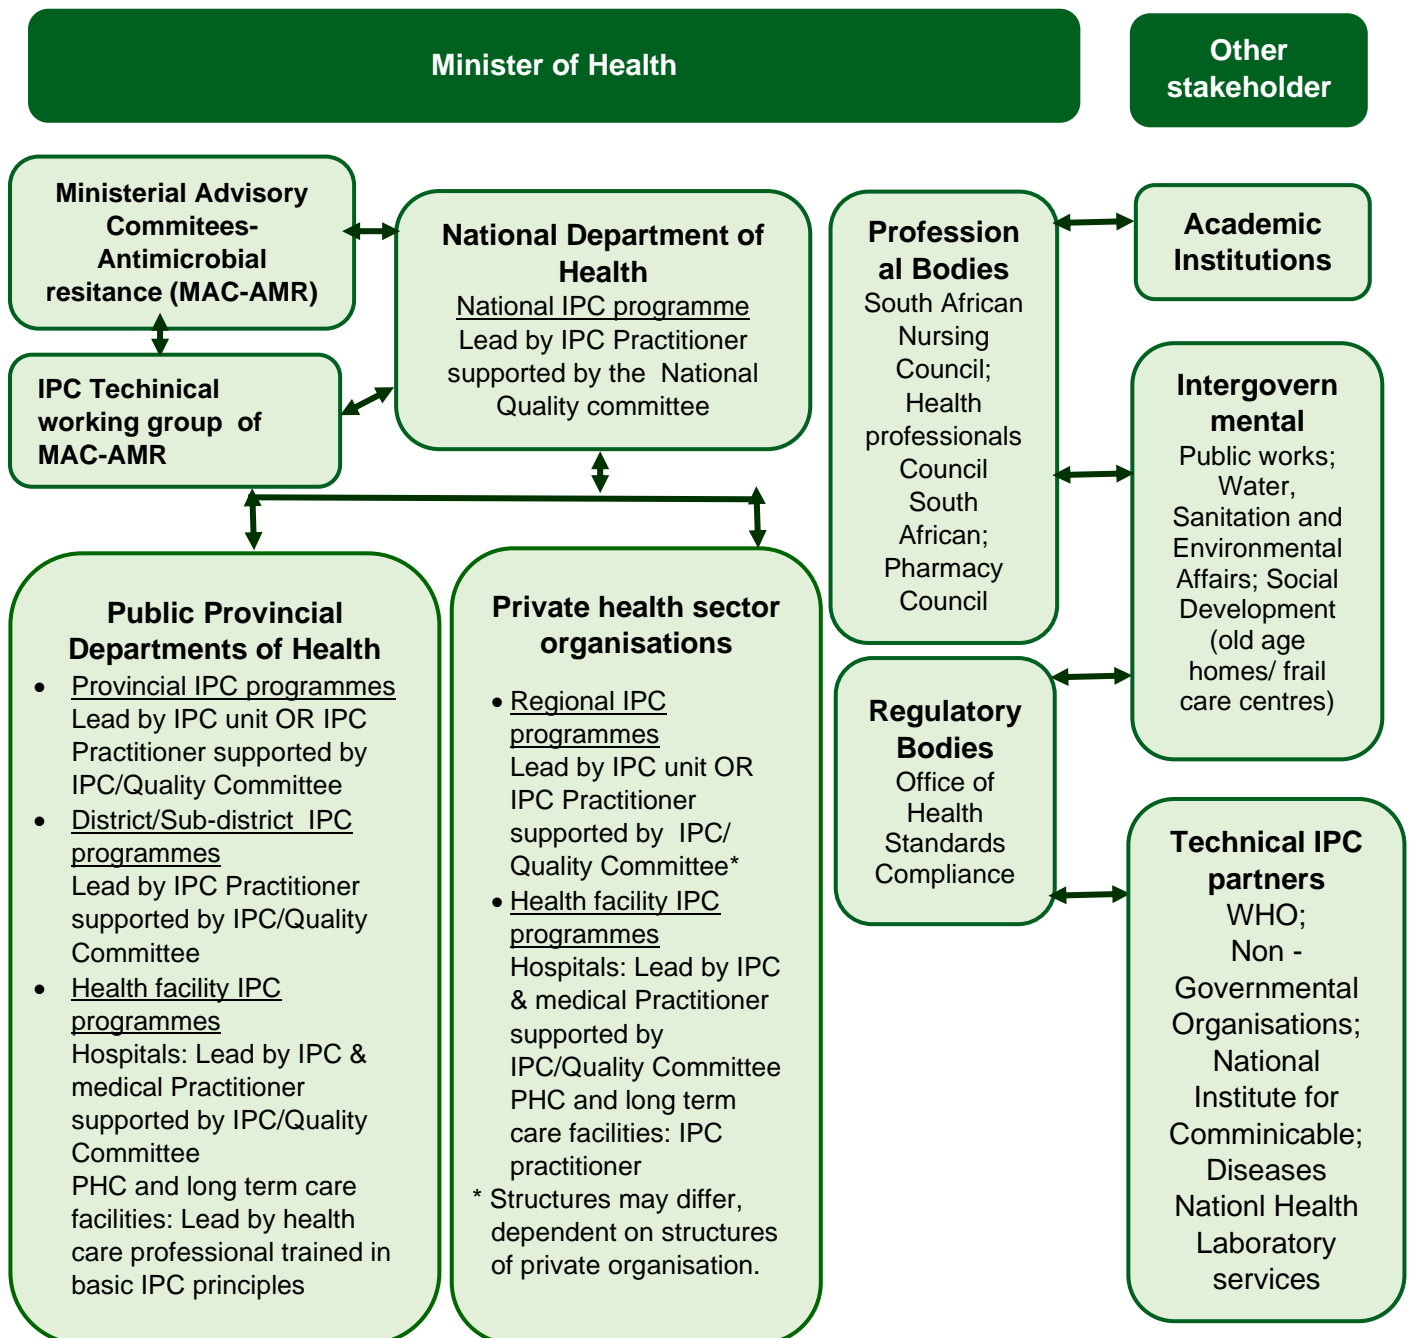 Minister of Health
Other
stakeholder
Ministerial Advisory
Commitees-
Antimicrobial
resitance (MAC-AMR)
IPC Techinical
working group of
MAC-AMR
National Department of
Health
National IPC programme
Lead by IPC Practitioner
supported by the National
Quality committee
Profession
al Bodies
South African
Nursing
Council;
Health
professionals
Council
South
African;
Pharmacy
Council
Academic
Institutions
Intergovern
mental
Public works;
Water,
Sanitation and
Environmental
Affairs; Social
Development
(old age
homes/ frail
care centres)
Public Provincial
Departments of Health
• Provincial IPC programmes
Lead by IPC unit OR IPC
Practitioner supported by
IPC/Quality Committee
• District/Sub-district IPC
programmes
Lead by IPC Practitioner
supported by IPC/Quality
Committee
• Health facility IPC
programmes
Hospitals: Lead by IPC &
medical Practitioner
supported by IPC/Quality
Committee
PHC and long term care
facilities: Lead by health
care professional trained in
basic IPC principles
Private health sector
organisations
• Regional IPC
programmes
Lead by IPC unit OR
IPC Practitioner
supported by IPC/
Quality Committee*
• Health facility IPC
programmes
Hospitals: Lead by IPC
& medical Practitioner
supported by
IPC/Quality Committee
PHC and long term
care facilities: IPC
practitioner
* Structures may differ,
dependent on structures
of private organisation.
Regulatory
Bodies
Office of
Health
Standards
Compliance
Technical IPC
partners
WHO;
Non -
Governmental
Organisations;
National
Institute for
Comminicable;
Diseases
Nationl Health
Laboratory
services